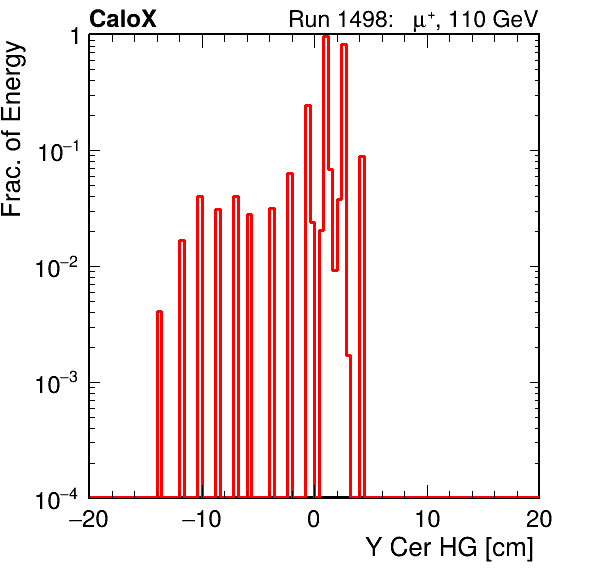 CaloX Run 1498: μ⁺, 110 GeV
Frac. of Energy
1
10⁻¹
10⁻²
10⁻³
10⁻⁴
−20 −10 0 10 20
Y Cer HG [cm]